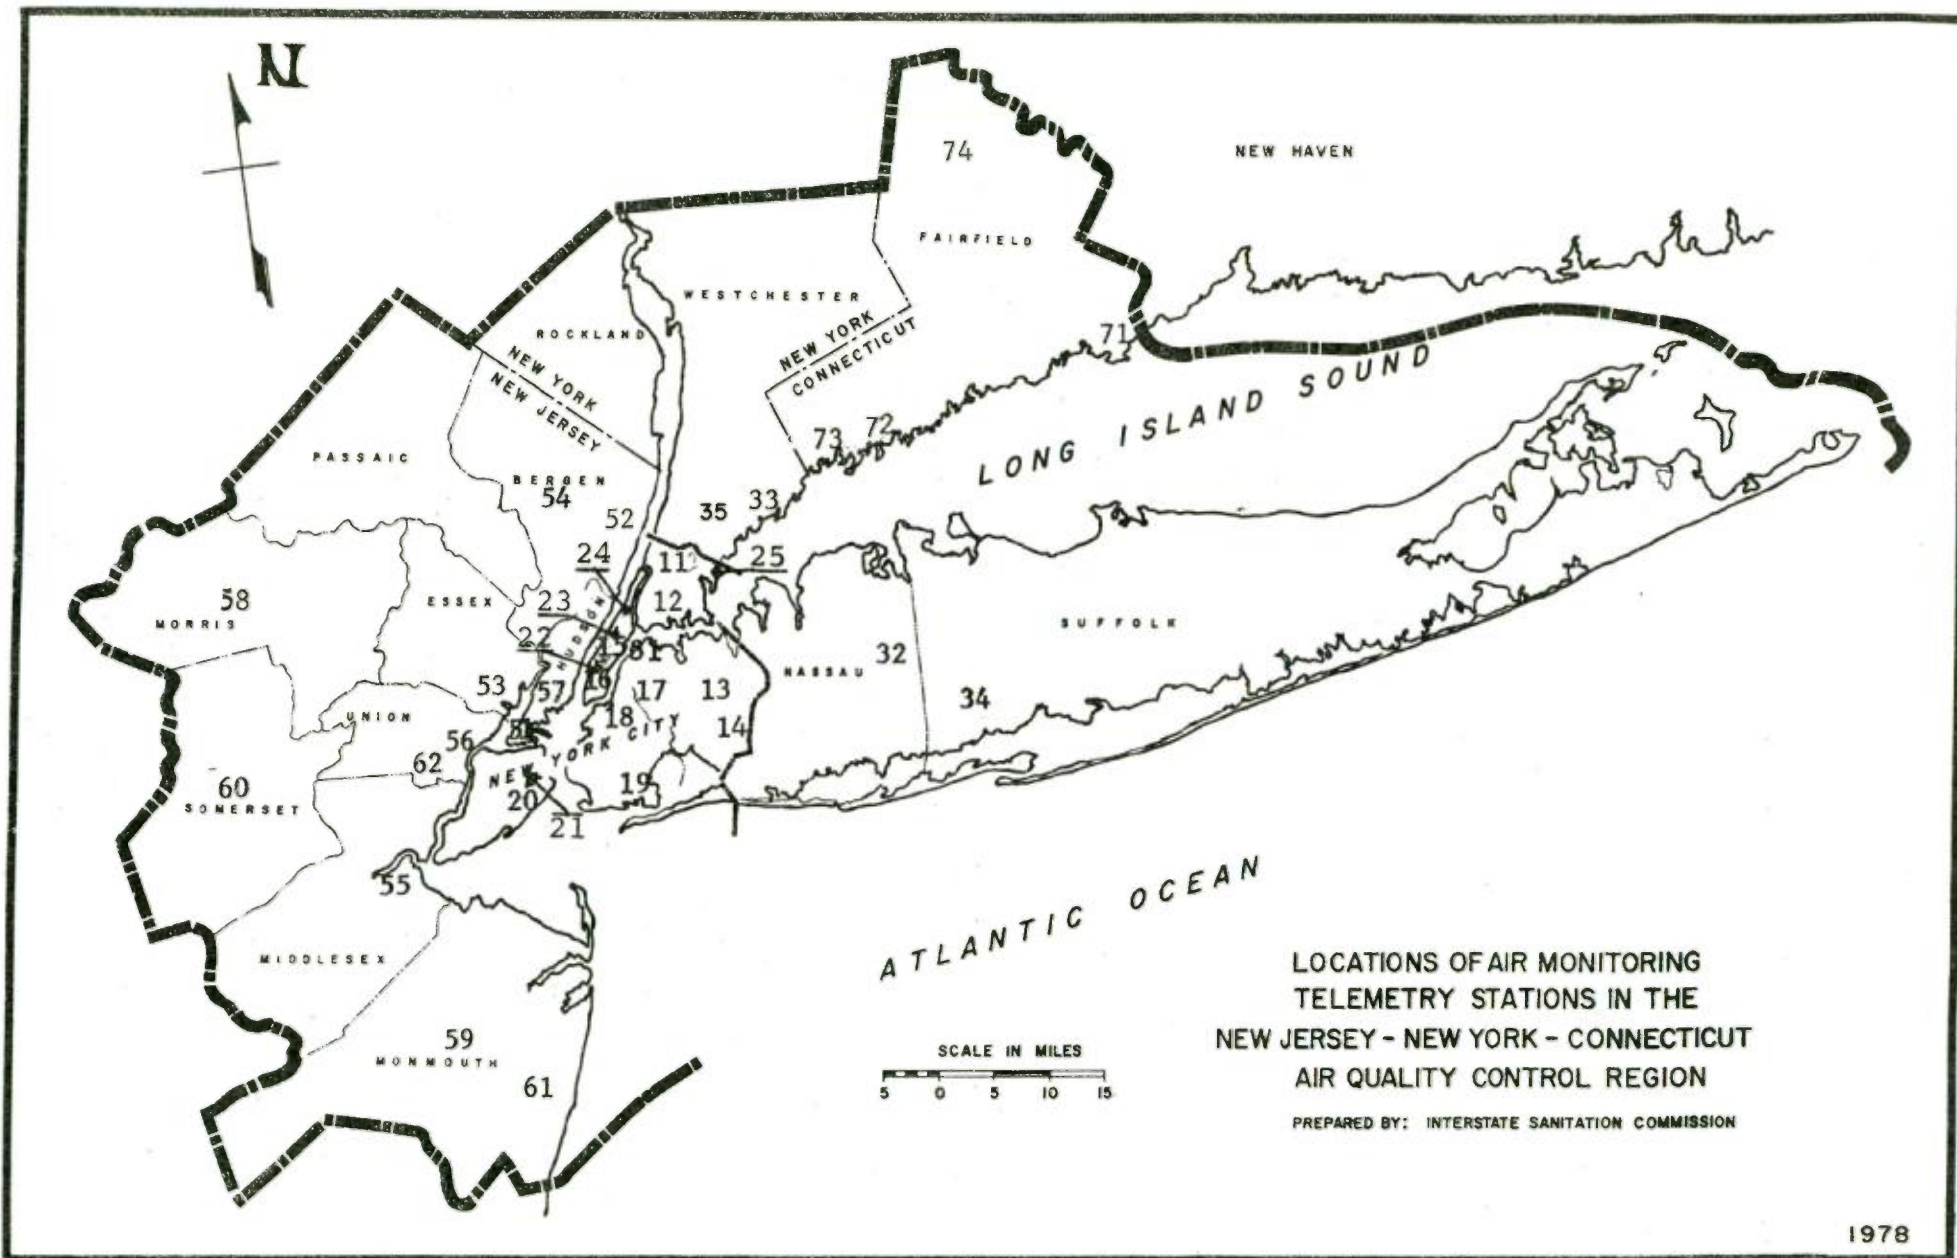 N
74
NEW HAVEN
FAIRFIELD
WESTCHESTER
ROCKLAND
NEW YORK
CONNECTICUT
71
NEW YORK
NEW JERSEY
LONG ISLAND SOUND
73
72
PASSAIC
BERGEN
54
52
35
33
24
11
25
58
MORRIS
ESSEX
23
12
HUDSON
22
SUFFOLK
32
NASSAU
53
57
16
17
13
34
UNION
18
14
56
NEW YORK CITY
62
60
SOMERSET
20
19
21
55
ATLANTIC OCEAN
MIDDLESEX
59
MONMOUTH
61
SCALE IN MILES
5 0 5 10 15
LOCATIONS OF AIR MONITORING
TELEMETRY STATIONS IN THE
NEW JERSEY - NEW YORK - CONNECTICUT
AIR QUALITY CONTROL REGION
PREPARED BY: INTERSTATE SANITATION COMMISSION
1978